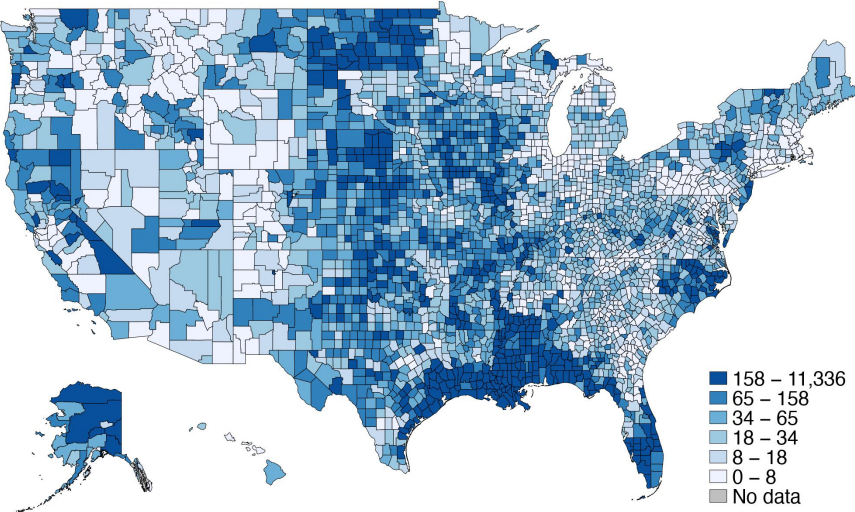 158 – 11,336
65 – 158
34 – 65
18 – 34
8 – 18
0 – 8
No data